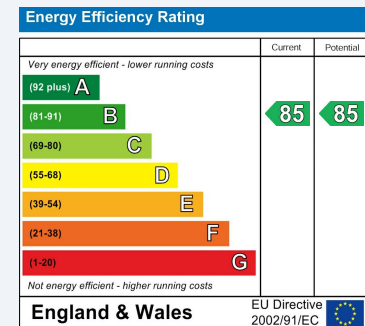 Energy Efficiency Rating
Current Potential
Very energy efficient - lower running costs
(92 plus) A
(81-91) B 85 85
(69-80) C
(55-68) D
(39-54) E
(21-38) F
(1-20) G
Not energy efficient - higher running costs
England & Wales
EU Directive
2002/91/EC